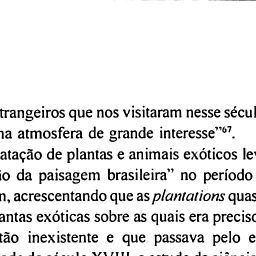 trangeiros que nos visitaram nesse sécul
na atmosfera de grande interesse"67.
atação de plantas e animais exóticos lev
o da paisagem brasileira" no período
n, acrescentando que as plantations quas
antas exóticas sobre as quais era preciso
tão inexistente e que passava pelo e